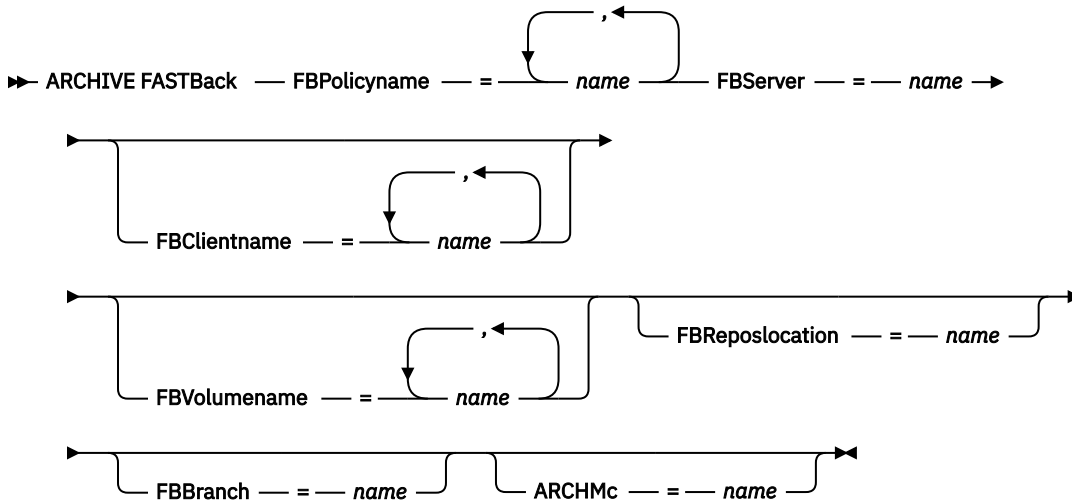 ,
ARCHIVE FASTBack FBPolicyname = name FBServer = name
,
FBClientname = name
,
FBReposlocation = name
FBVolumename = name
FBBranch = name ARCHMc = name